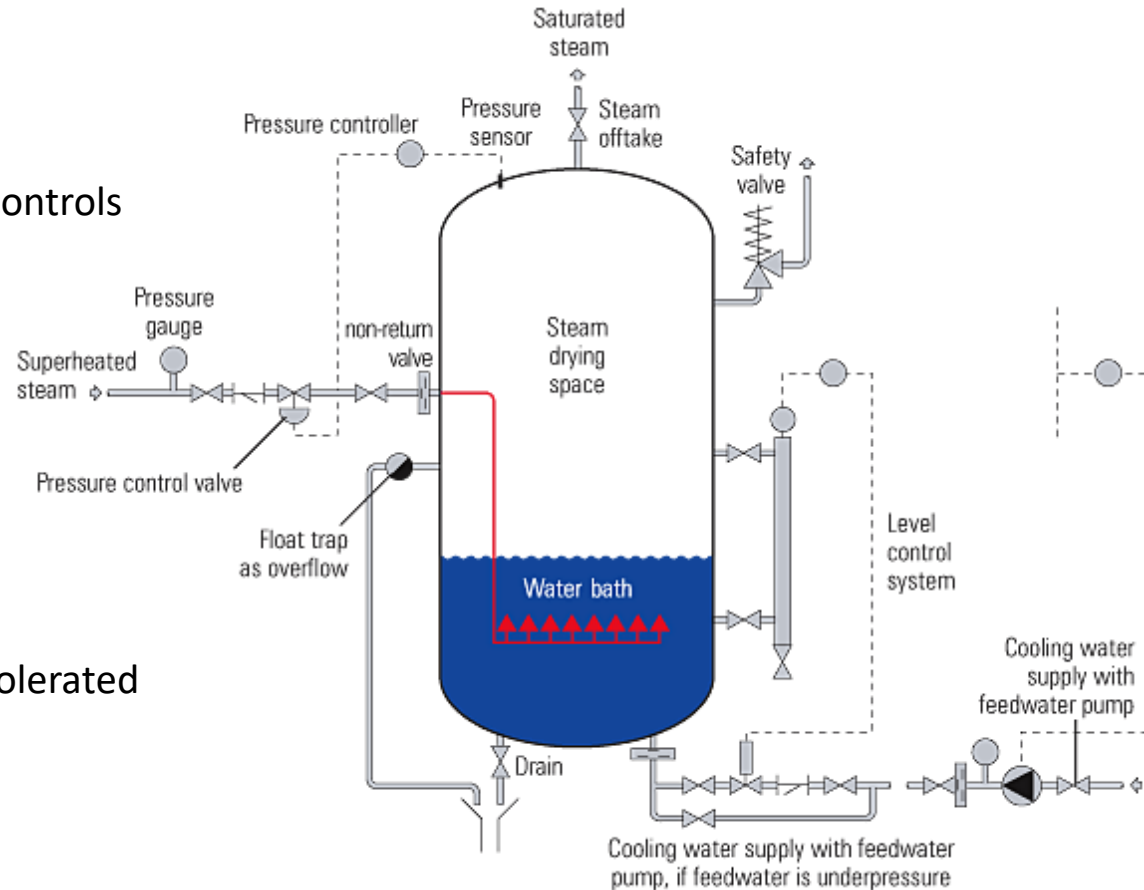 Saturated
steam
Pressure
sensor
Steam
offtake
Pressure controller
Safety
valve
ontrols
Pressure
gauge
non-return
valve
Steam
drying
space
Superheated
steam
Pressure control valve
Float trap
as overflow
Level
control
system
Water bath
olerated
Cooling water
supply with
feedwater pump
Drain
Cooling water supply with feedwater
pump, if feedwater is underpressure